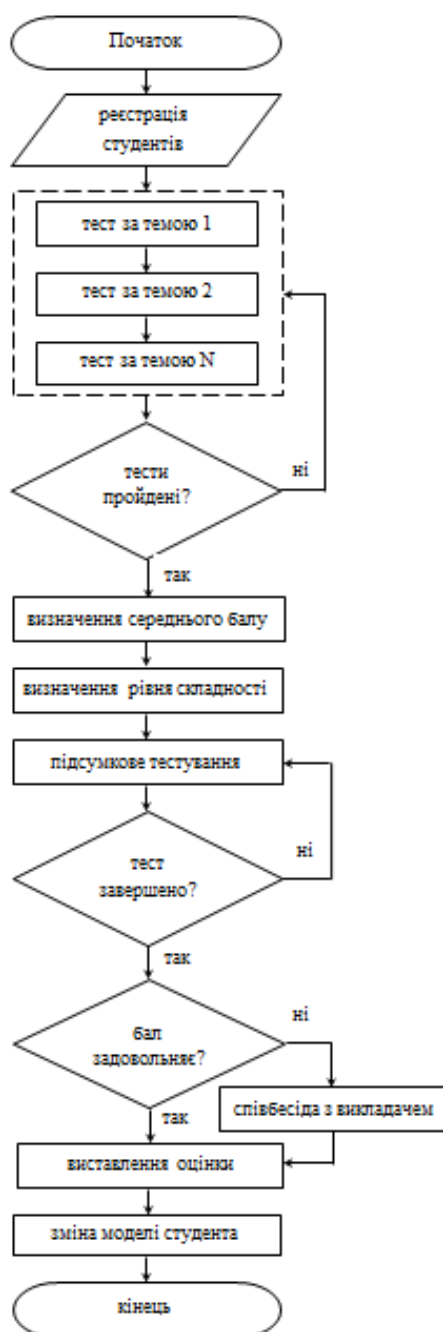 Початок
реєстрація
студентів
тест за темою 1
тест за темою 2
тест за темою N
тести
пройдені?
ні
так
визначення середнього балу
визначення рівня складності
підсумкове тестування
тест
завершено?
ні
так
бал
задовольняє?
ні
співбесіда з викладачем
так
виставлення оцінки
зміна моделі студента
кінець